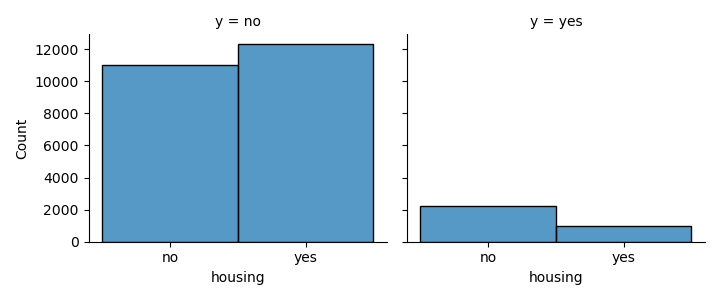 y = no
y = yes
12000
10000
8000
6000
4000
2000
0
Count
no yes
no yes
housing
housing